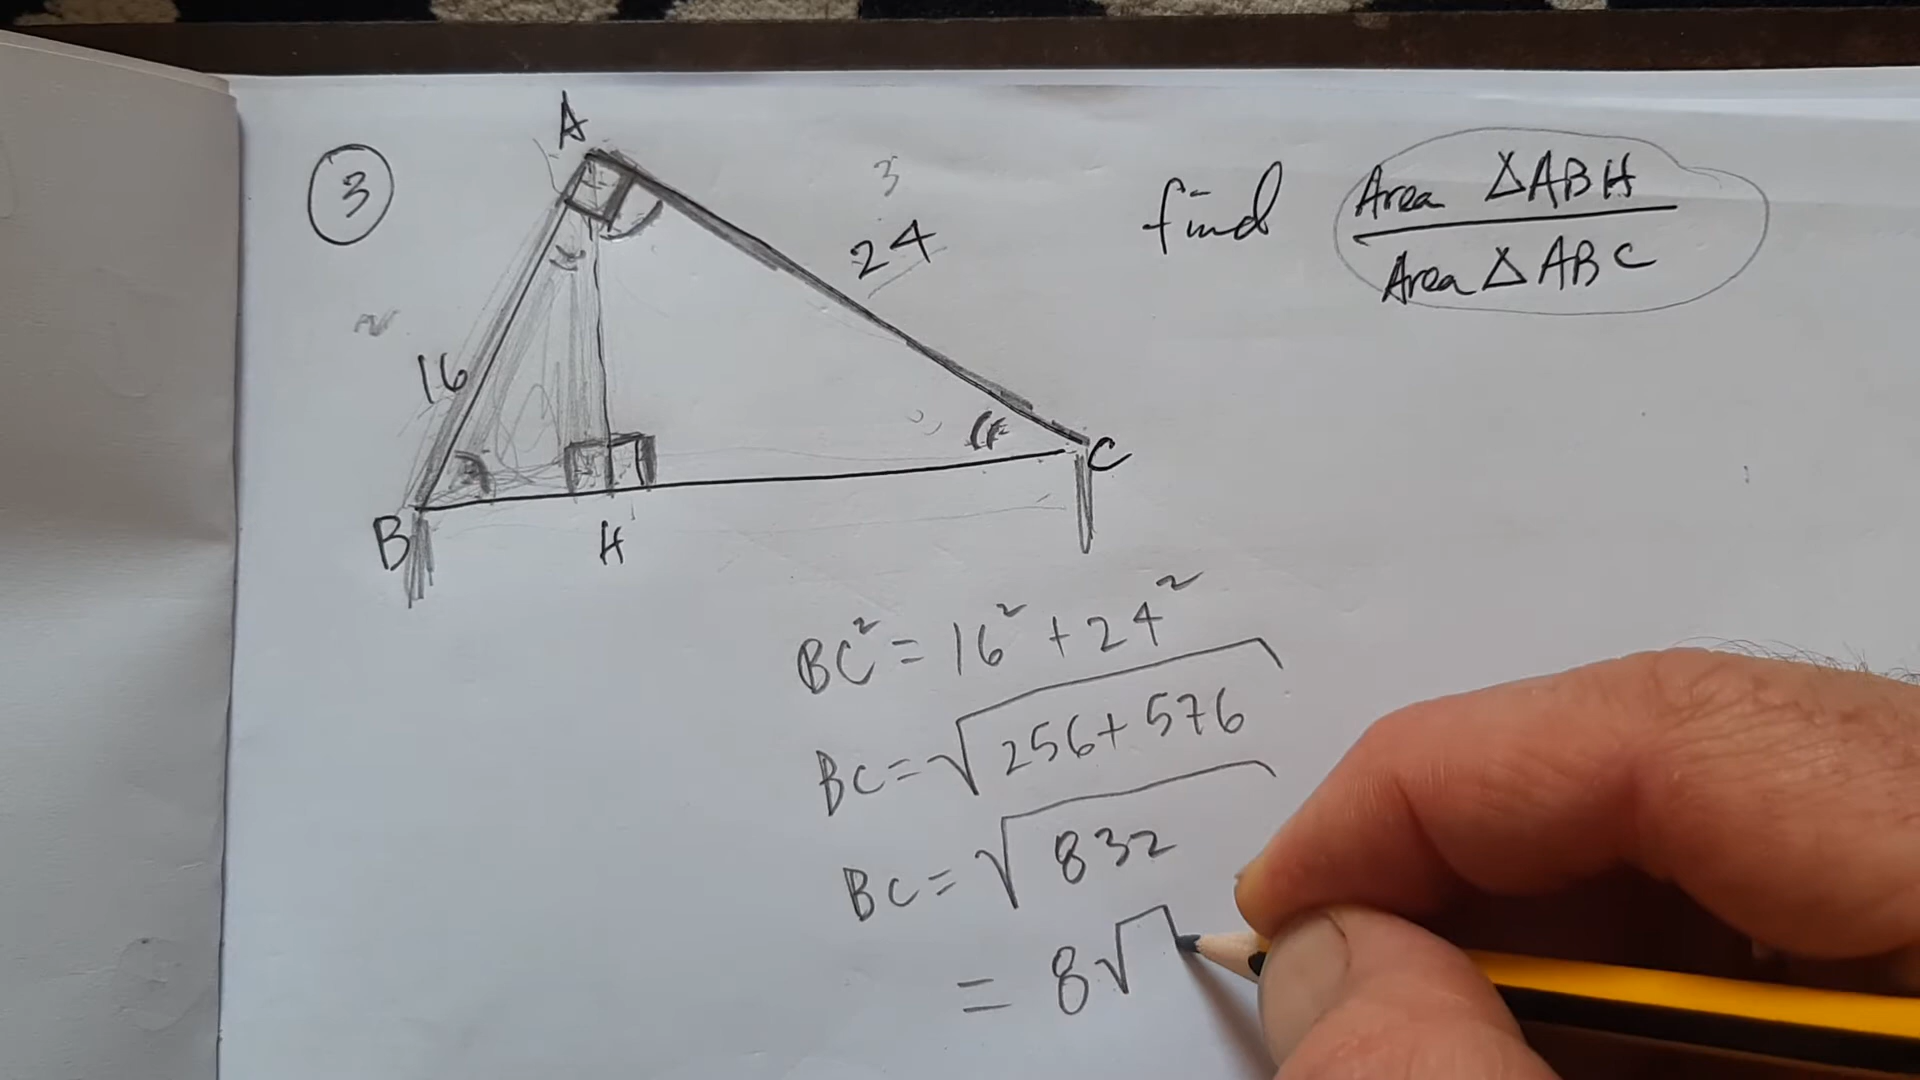 3
A
3
24
16
B
H
C
find Area △ABH
Area △ABC
BC² = 16² + 24²
BC = √256 + 576
BC = √832
= 8√